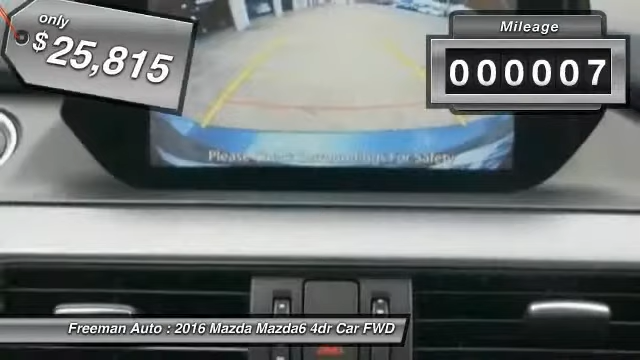 only
$25,815
Mileage
000007
Please Surroundings For Safety
Freeman Auto : 2016 Mazda Mazda6 4dr Car FWD